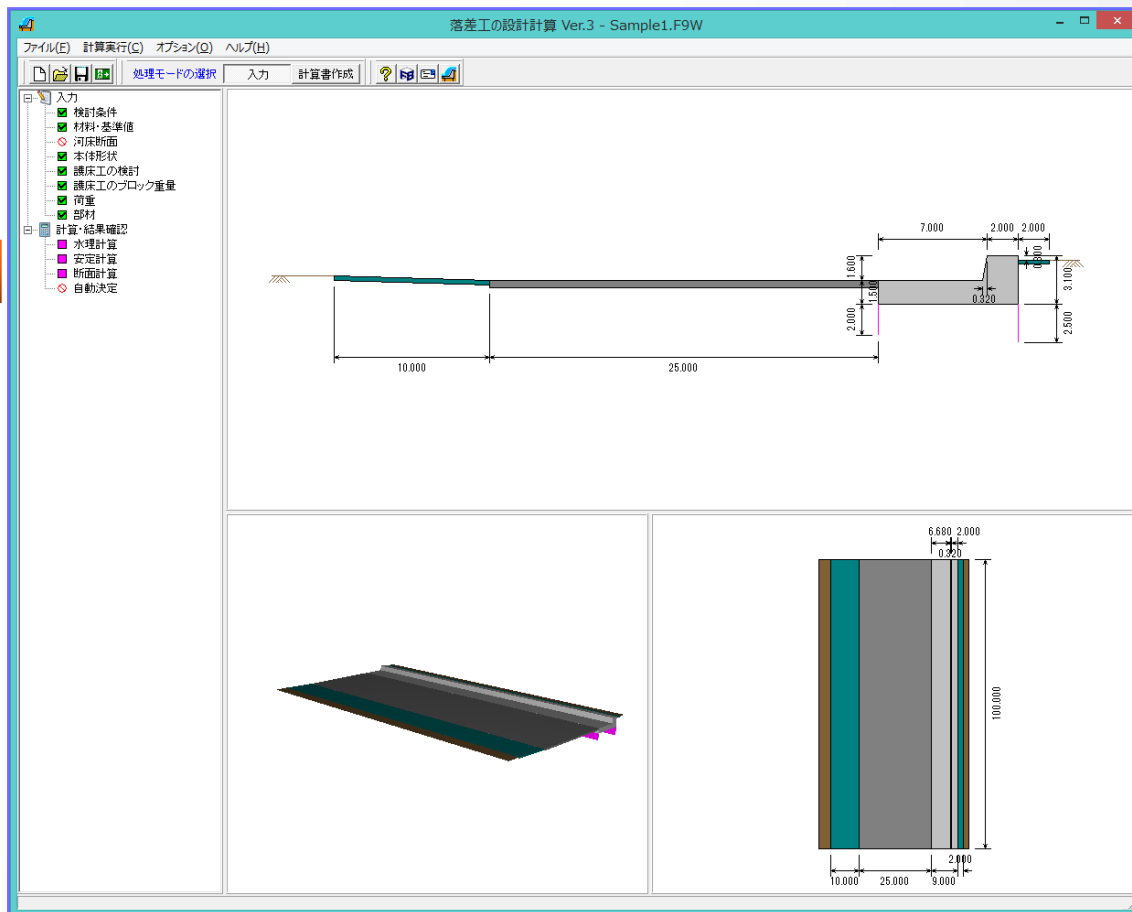 落差工の設計計算 Ver.3 - Sample1.F9W
ファイル(F) 計算実行(C) オプション(O) ヘルプ(H)
処理モードの選択 入力 計算書作成
入力
検討条件
材料・基準値
河床断面
本体形状
護床工の検討
護床工のブロック重量
荷重
部材
計算・結果確認
水理計算
安定計算
断面計算
自動決定
7.000 2.000 2.000
1.600
1.500
2.000
0.320
3.100
2.500
10.000 25.000
6.680 2.000
0.320
100.000
2.000
10.000 25.000 9.000